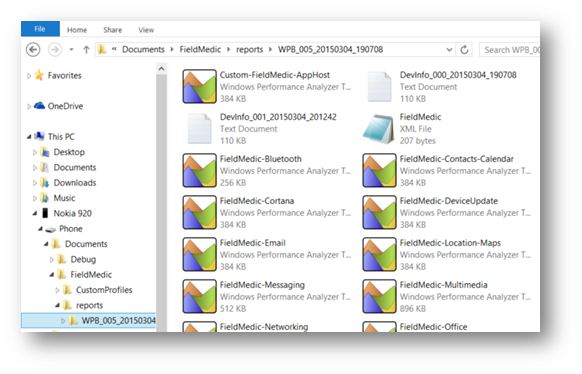 File Home Share View
« Documents FieldMedic reports WPB_005_20150304_190708 Search WPB_0
Favorites
OneDrive
This PC
Desktop
Documents
Downloads
Music
Nokia 920
Phone
Documents
Debug
FieldMedic
CustomProfiles
reports
WPB_005_20150304
Custom-FieldMedic-AppHost
Windows Performance Analyzer T...
384 KB
DevInfo_000_20150304_190708
Text Document
110 KB
DevInfo_001_20150304_201242
Text Document
110 KB
FieldMedic
XML File
207 bytes
FieldMedic-Bluetooth
Windows Performance Analyzer T...
256 KB
FieldMedic-Contacts-Calendar
Windows Performance Analyzer T...
384 KB
FieldMedic-Cortana
Windows Performance Analyzer T...
384 KB
FieldMedic-DeviceUpdate
Windows Performance Analyzer T...
384 KB
FieldMedic-Email
Windows Performance Analyzer T...
384 KB
FieldMedic-Location-Maps
Windows Performance Analyzer T...
384 KB
FieldMedic-Messaging
Windows Performance Analyzer T...
512 KB
FieldMedic-Multimedia
Windows Performance Analyzer T...
896 KB
FieldMedic-Networking
FieldMedic-Office